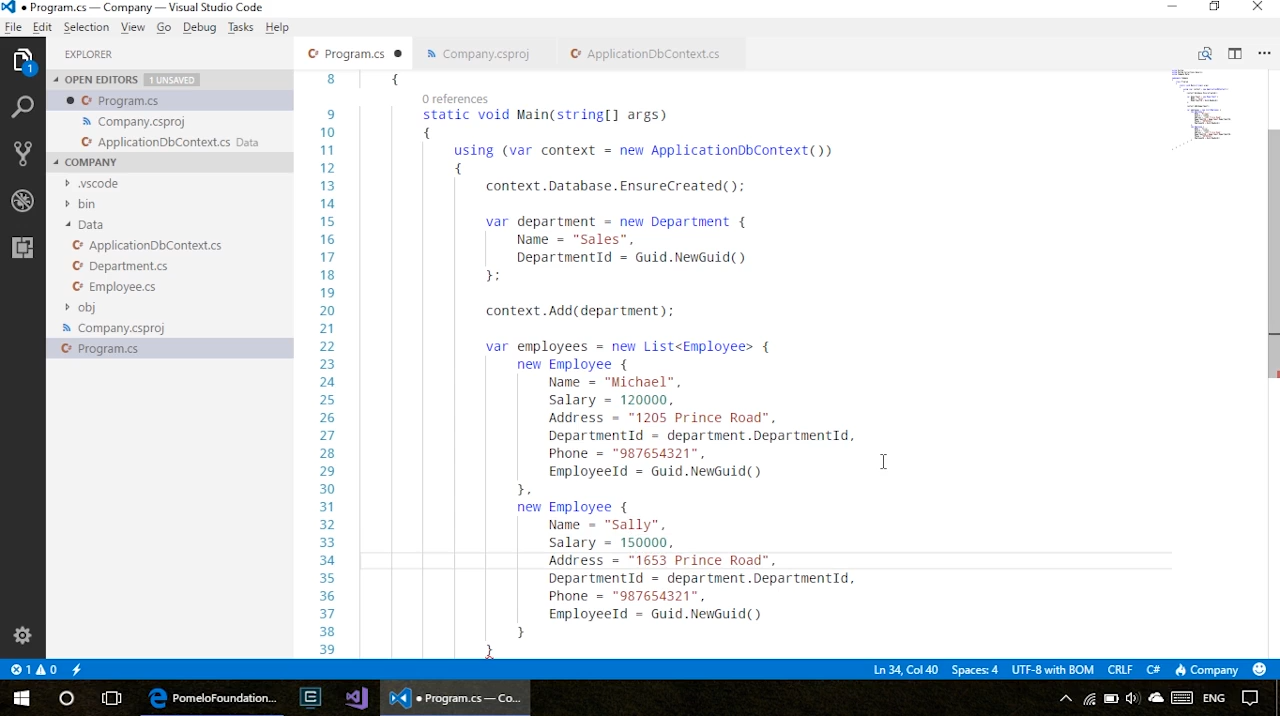 ● Program.cs — Company — Visual Studio Code
File Edit Selection View Go Debug Tasks Help
EXPLORER
Program.cs ●
Company.csproj
ApplicationDbContext.cs
OPEN EDITORS 1 UNSAVED
● Program.cs
Company.csproj
ApplicationDbContext.cs Data
COMPANY
.vscode
bin
Data
ApplicationDbContext.cs
Department.cs
Employee.cs
obj
Company.csproj
Program.cs
1
8 {
0 references
9 static void Main(string[] args)
10 {
11 using (var context = new ApplicationDbContext())
12 {
13 context.Database.EnsureCreated();
14
15 var department = new Department {
16 Name = "Sales",
17 DepartmentId = Guid.NewGuid()
18 };
19
20 context.Add(department);
21
22 var employees = new List<Employee> {
23 new Employee {
24 Name = "Michael",
25 Salary = 120000,
26 Address = "1205 Prince Road",
27 DepartmentId = department.DepartmentId,
28 Phone = "987654321",
29 EmployeeId = Guid.NewGuid()
30 },
31 new Employee {
32 Name = "Sally",
33 Salary = 150000,
34 Address = "1653 Prince Road",
35 DepartmentId = department.DepartmentId,
36 Phone = "987654321",
37 EmployeeId = Guid.NewGuid()
38 }
39 }
1 0 Ln 34, Col 40 Spaces: 4 UTF-8 with BOM CRLF C# Company
PomeloFoundation... ● Program.cs — Co... ENG